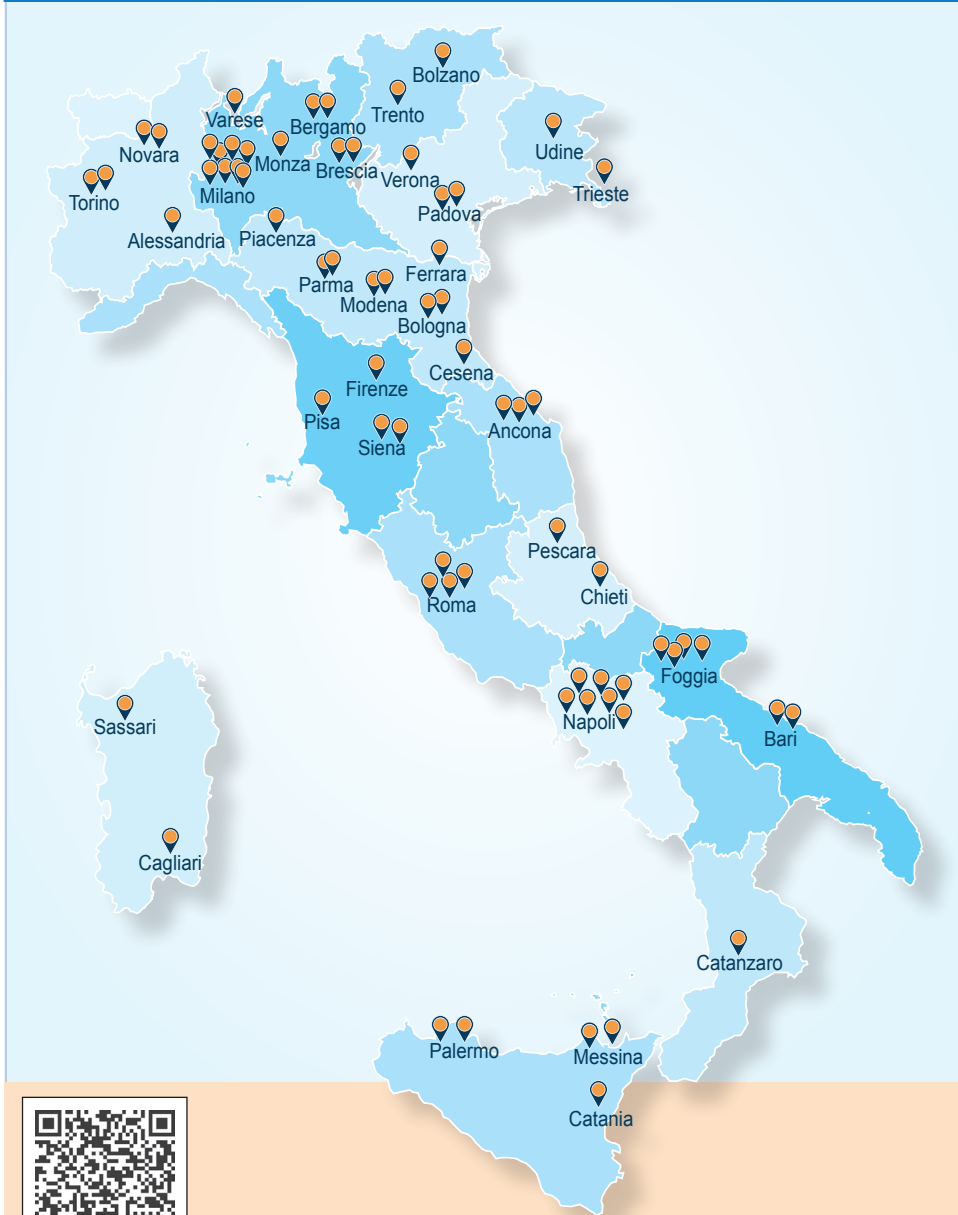 Bolzano
Trento
Varese
Bergamo
Udine
Novara
Monza
Brescia
Verona
Trieste
Torino
Milano
Padova
Alessandria
Piacenza
Ferrara
Parma
Modena
Bologna
Cesena
Firenze
Pisa
Ancona
Siena
Pescara
Chieti
Roma
Foggia
Napoli
Sassari
Bari
Cagliari
Catanzaro
Palermo
Messina
Catania